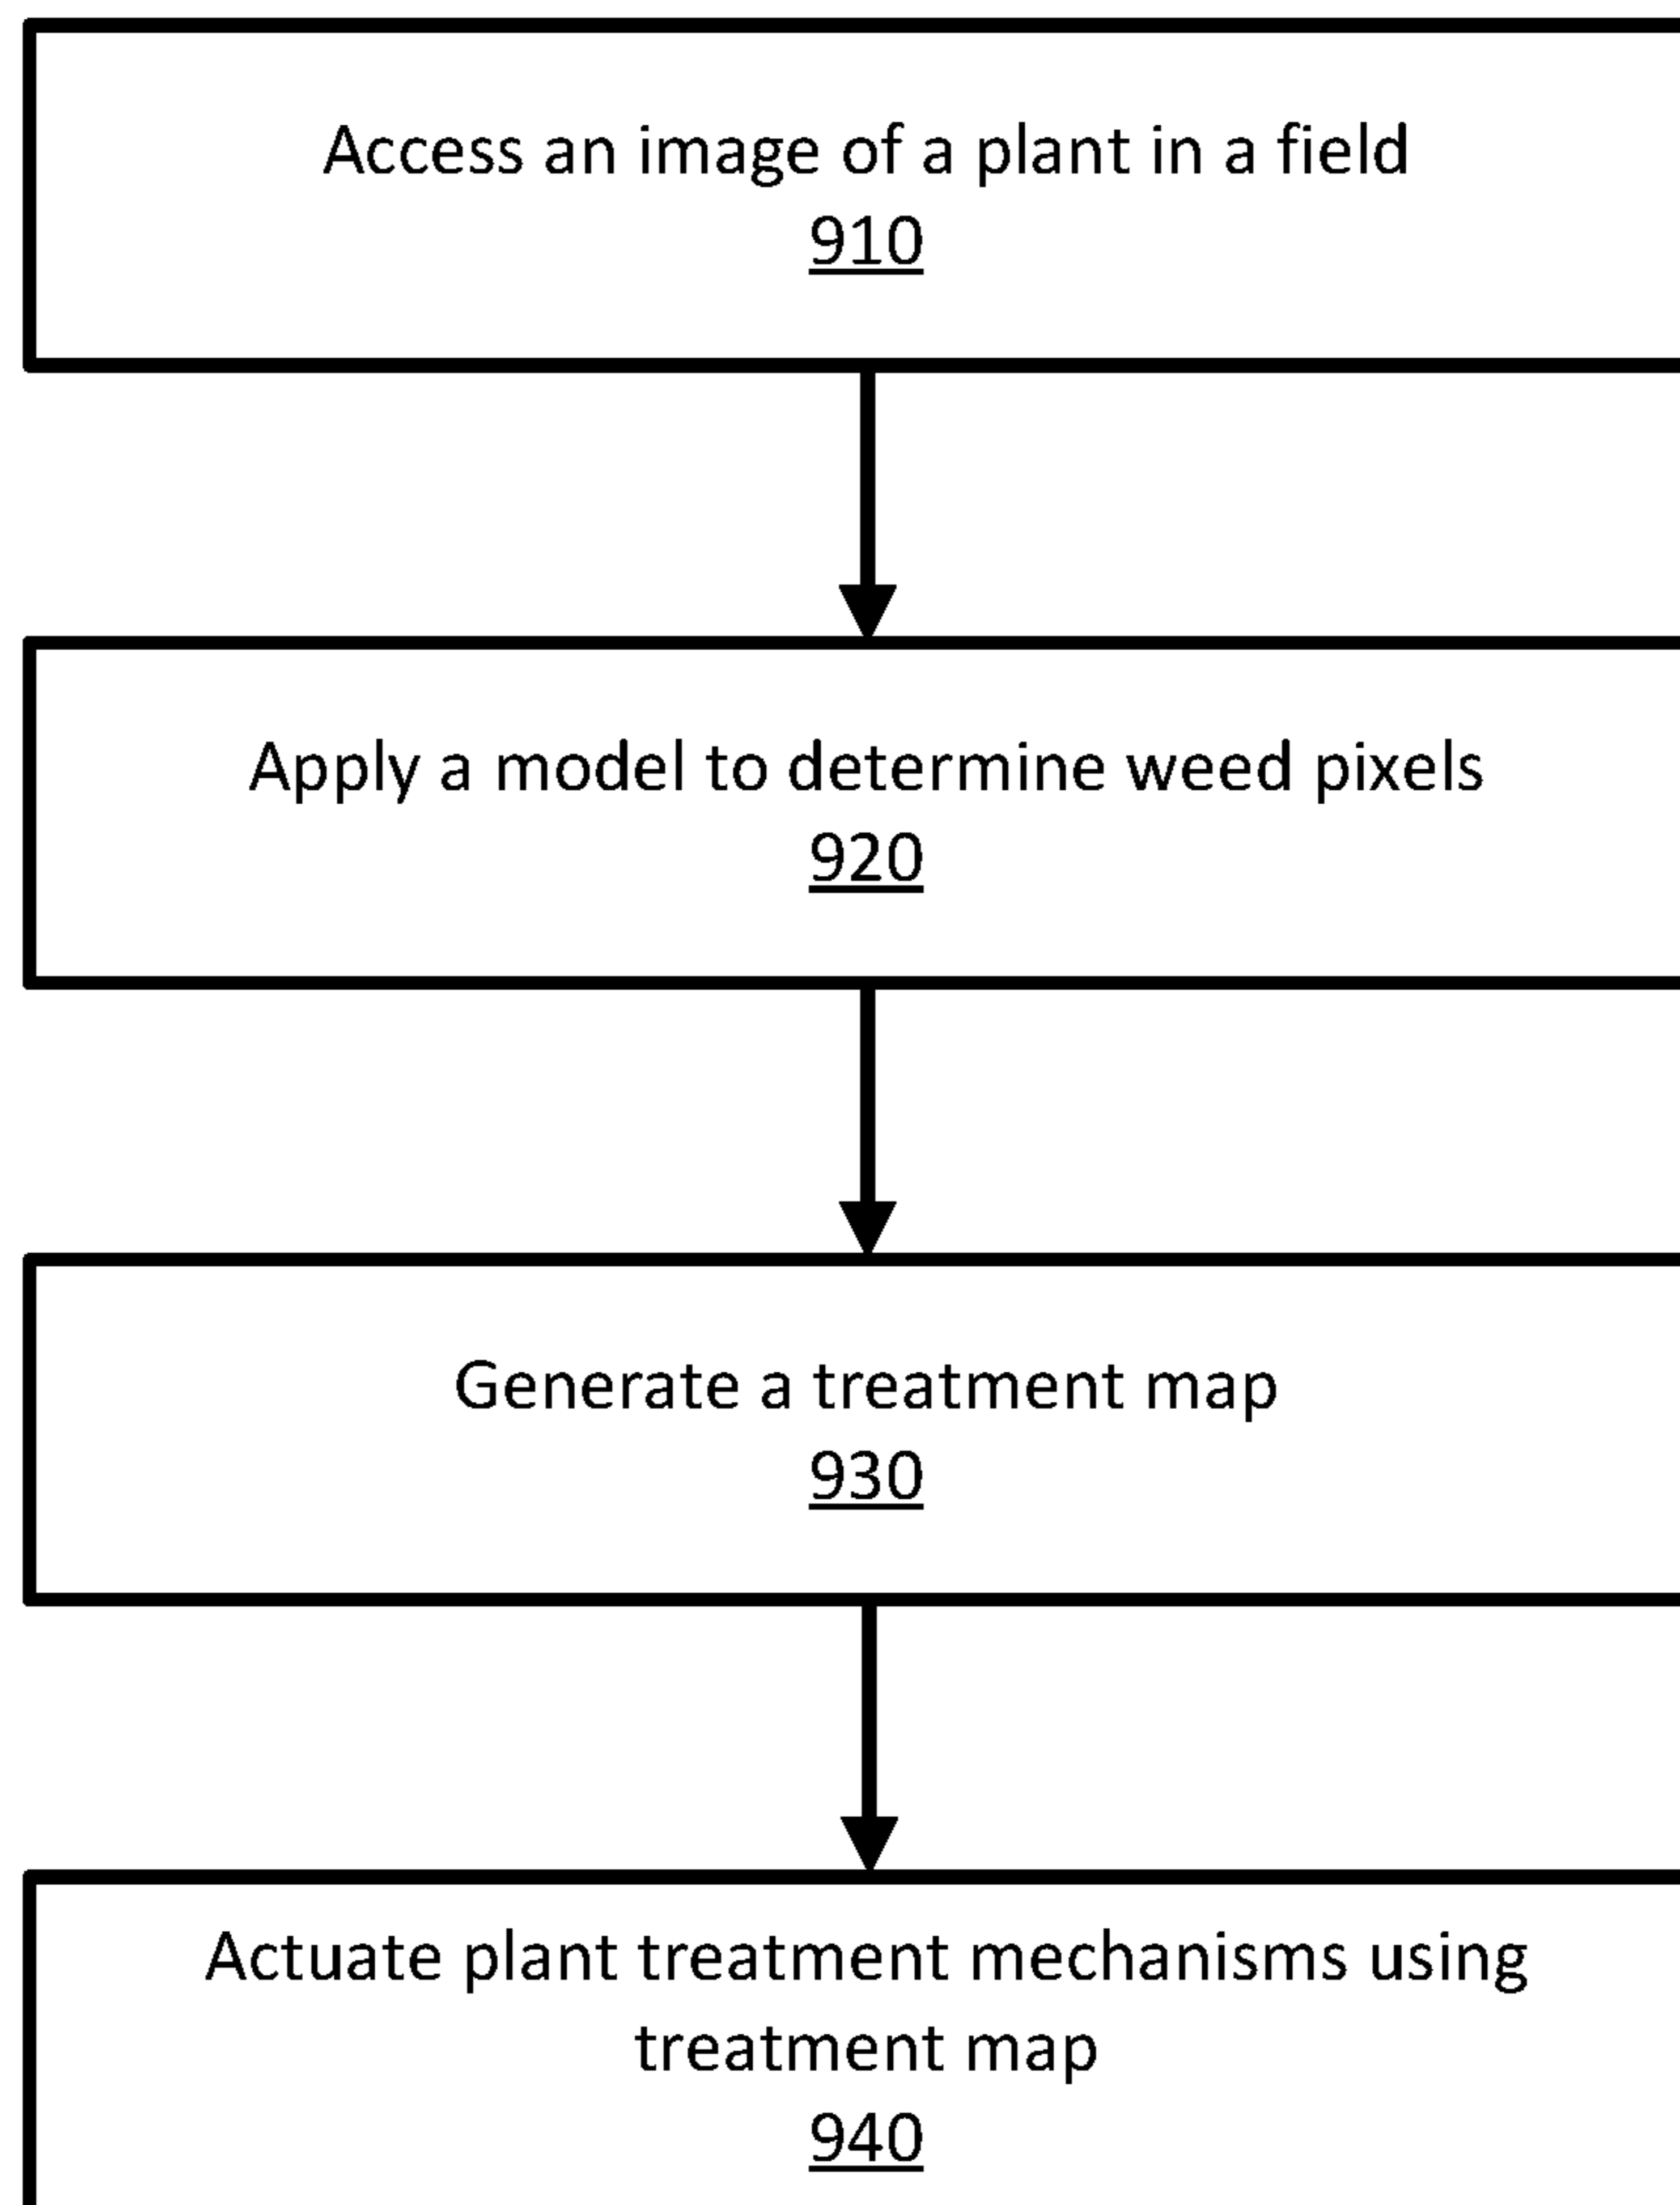 Access an image of a plant in a field
910
Apply a model to determine weed pixels
920
Generate a treatment map
930
Actuate plant treatment mechanisms using
treatment map
940